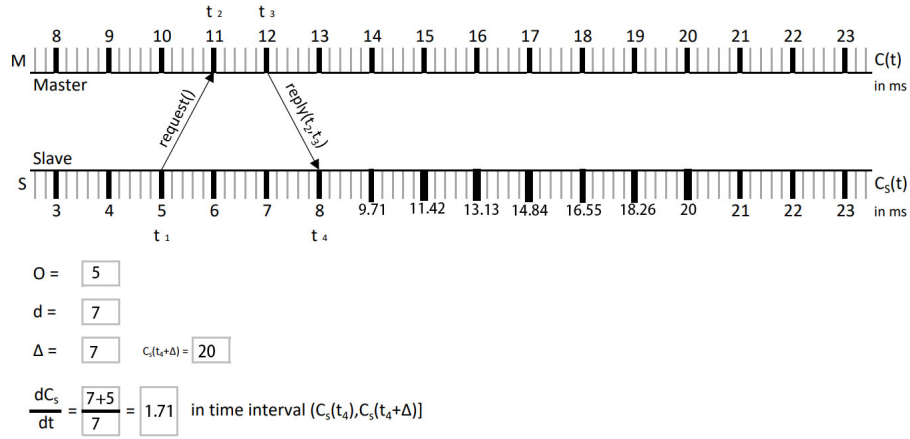 t 2 t 3
8 9 10 11 12 13 14 15 16 17 18 19 20 21 22 23
M C(t)
Master in ms
request()
reply(t2,t3)
Slave
S Cs(t)
3 4 5 6 7 8 9.71 11.42 13.13 14.84 16.55 18.26 20 21 22 23 in ms
t 1 t 4
O = 5
d = 7
Δ = 7 Cs(t4+Δ) = 20
dCs/dt = 7+5/7 = 1.71 in time interval (Cs(t4),Cs(t4+Δ)]